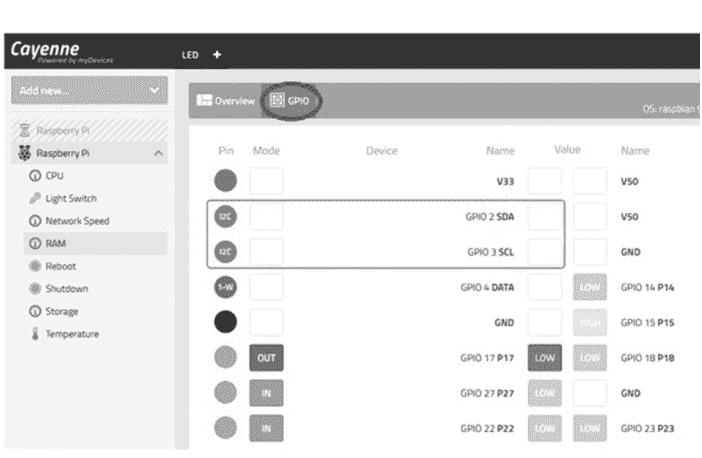 Cayenne
Powered by myDevices
LED +
Add new...
Overview
GPIO
OS: raspbian
Raspberry Pi
Raspberry Pi
CPU
Light Switch
Network Speed
RAM
Reboot
Shutdown
Storage
Temperature
Pin Mode Device Name Value Name
V33 V50
I2C GPIO 2 SDA V50
I2C GPIO 3 SCL GND
1-W GPIO 4 DATA LOW GPIO 14 P14
GND HIGH GPIO 15 P15
OUT GPIO 17 P17 LOW LOW GPIO 18 P18
IN GPIO 27 P27 LOW GND
IN GPIO 22 P22 LOW LOW GPIO 23 P23